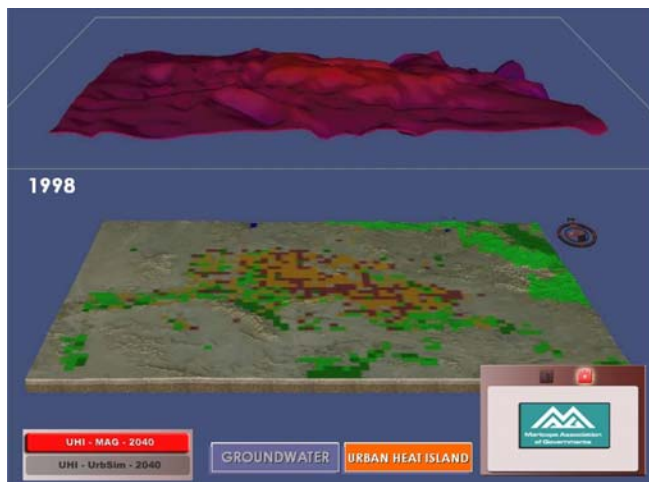 1998
UHI - MAG - 2040
UHI - UrbSim - 2040
GROUNDWATER
URBAN HEAT ISLAND
Maricopa Association
of Governments